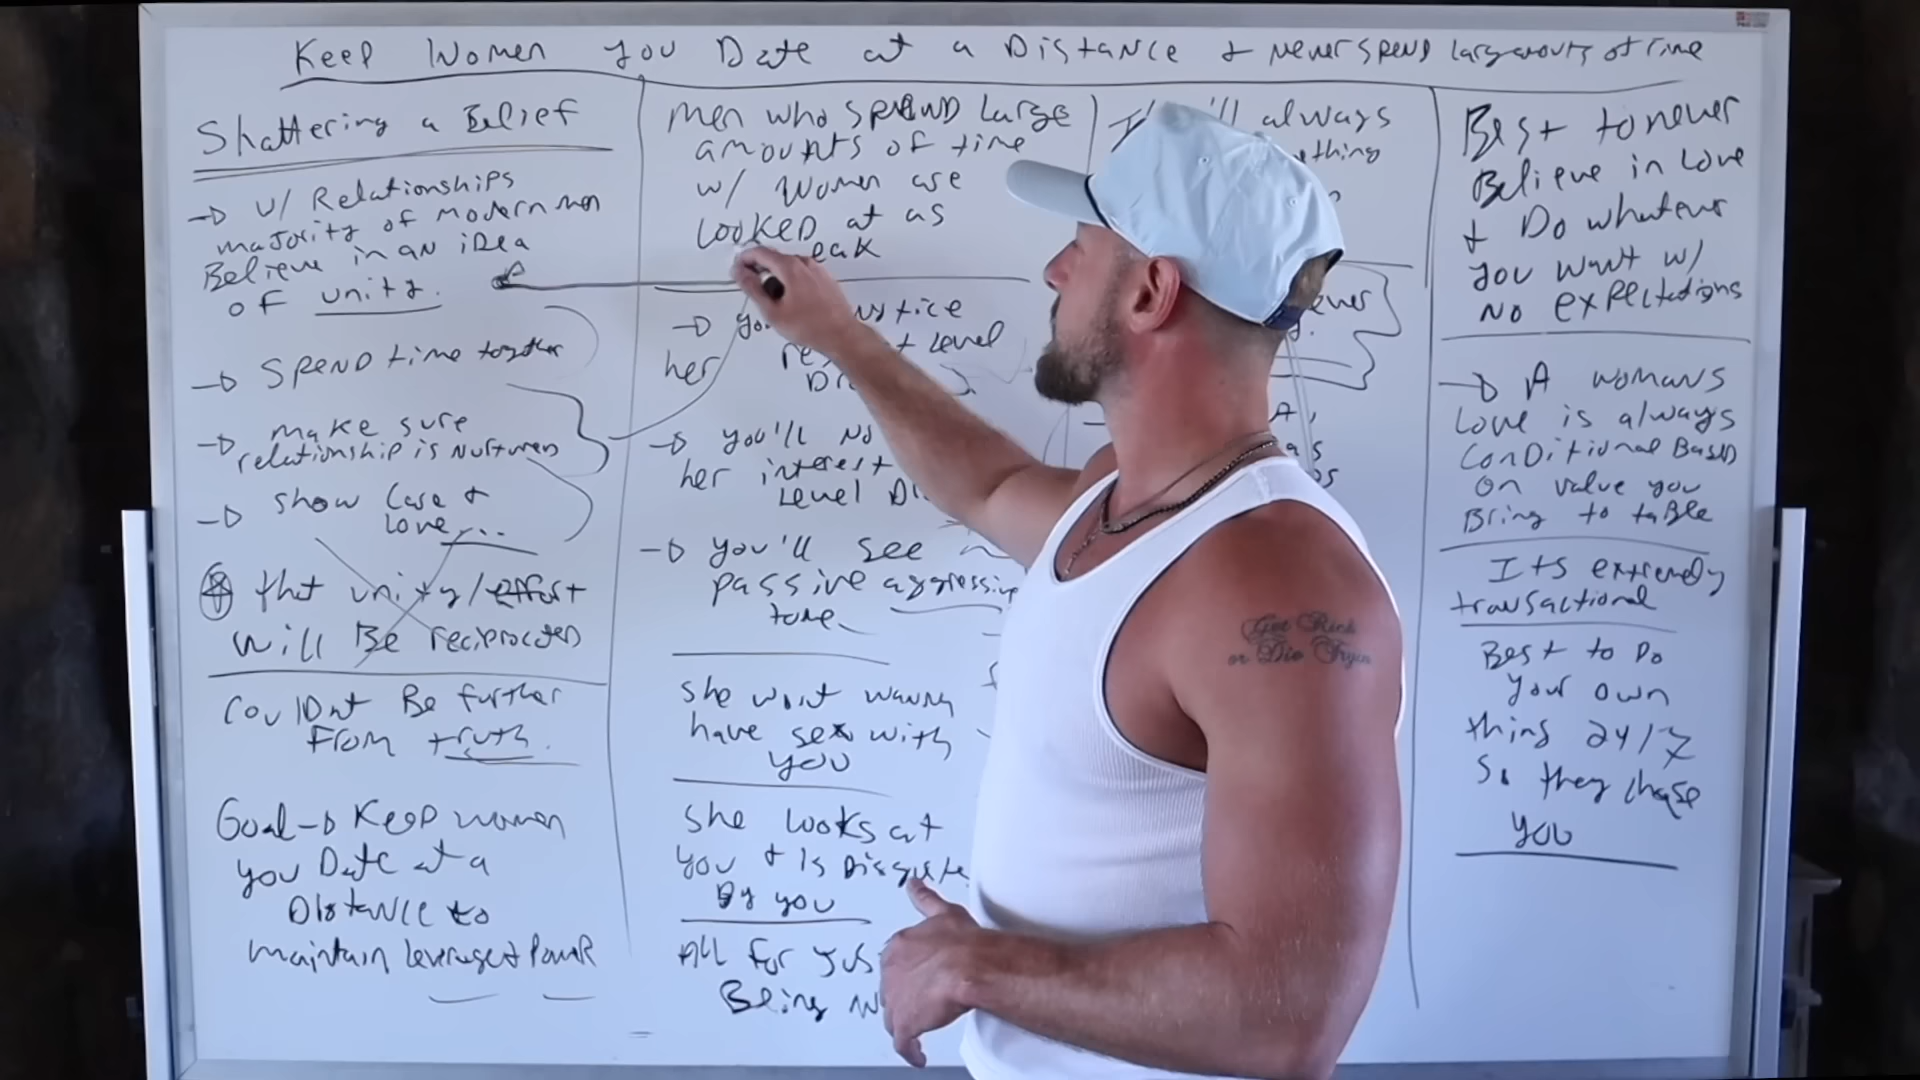 Keep Women You Date at a Distance + Never spend large amounts of time
Shattering a Belief
→ w/ Relationships
majority of modern men
Believe in an idea
of unity.
→ Spend time together
→ make sure
relationship is nurtured
→ show Care +
love...
that unity/effort
will Be reciprocated
CoulDnt Be further
From truth.
Goal → Keep women
you Date at a
Distance to
maintain leverage + Power
Men who spend Large
amounts of time
w/ Women are
Looked at as
eak
→ you
her
Level
→ you'll No
her interest
Level D
→ you'll see
passive aggressive
tone
she wont wanna
have sex with
you
She looks at
you + Is Disguste
By you
All For Jus
Being N
always
ething
ever
Best to never
Believe in Love
+ Do whatever
you want w/
No expectations
→ A womans
Love is always
ConDitional Based
On value you
Bring to table
Its extremely
transactional
Best to Do
your own
thing 24/7
So they chase
you
Get Rich
or Die Tryin